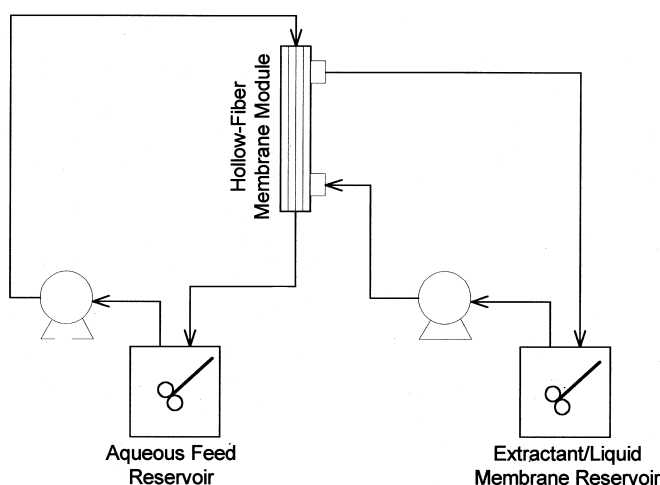 Hollow-Fiber
Membrane Module
Aqueous Feed
Reservoir
Extractant/Liquid
Membrane Reservoir